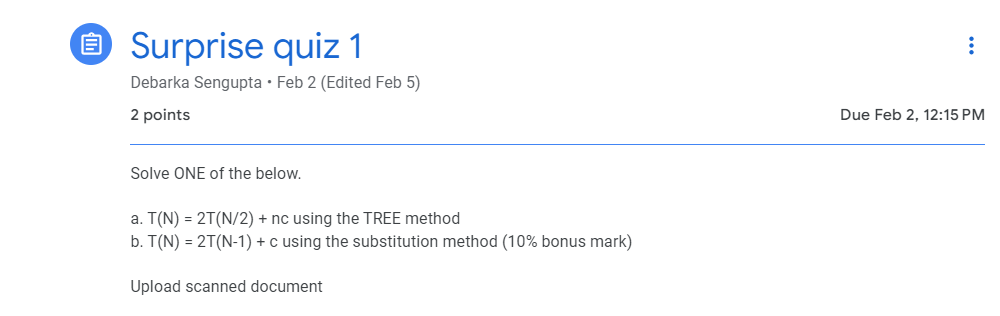 Surprise quiz 1
Debarka Sengupta • Feb 2 (Edited Feb 5)
2 points
Due Feb 2, 12:15 PM
Solve ONE of the below.
a. T(N) = 2T(N/2) + nc using the TREE method
b. T(N) = 2T(N-1) + c using the substitution method (10% bonus mark)
Upload scanned document